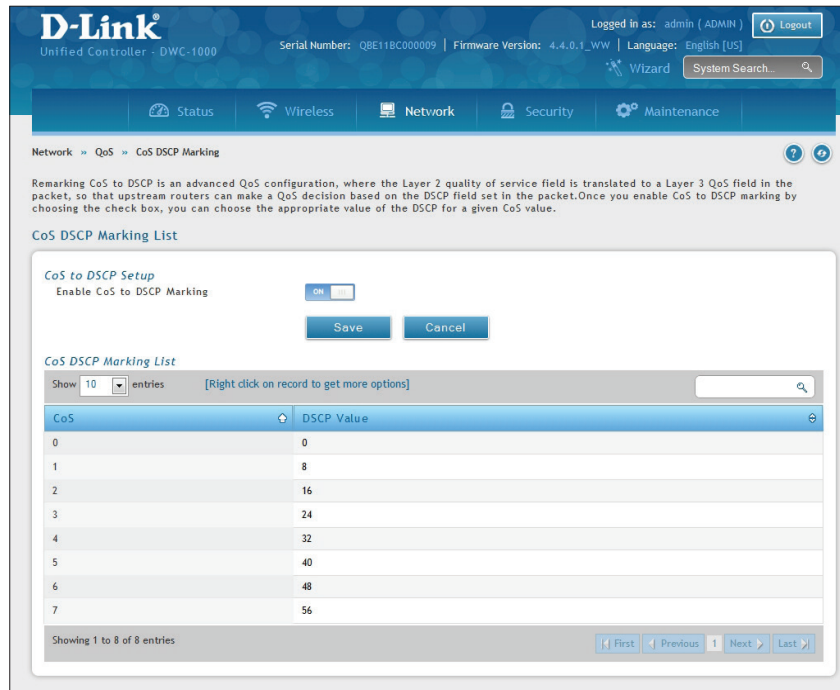 D-Link®
Unified Controller - DWC-1000
Logged in as: admin ( ADMIN )
Logout
Serial Number: QBE11BC000009 | Firmware Version: 4.4.0.1_WW | Language: English [US]
Wizard
System Search...
Status
Wireless
Network
Security
Maintenance
Network » QoS » CoS DSCP Marking
?
Remarking CoS to DSCP is an advanced QoS configuration, where the Layer 2 quality of service field is translated to a Layer 3 QoS field in the
packet, so that upstream routers can make a QoS decision based on the DSCP field set in the packet.Once you enable CoS to DSCP marking by
choosing the check box, you can choose the appropriate value of the DSCP for a given CoS value.
CoS DSCP Marking List
CoS to DSCP Setup
Enable CoS to DSCP Marking
ON
Save
Cancel
CoS DSCP Marking List
Show 10 entries
[Right click on record to get more options]
CoS DSCP Value
0 0
1 8
2 16
3 24
4 32
5 40
6 48
7 56
Showing 1 to 8 of 8 entries
First Previous 1 Next Last